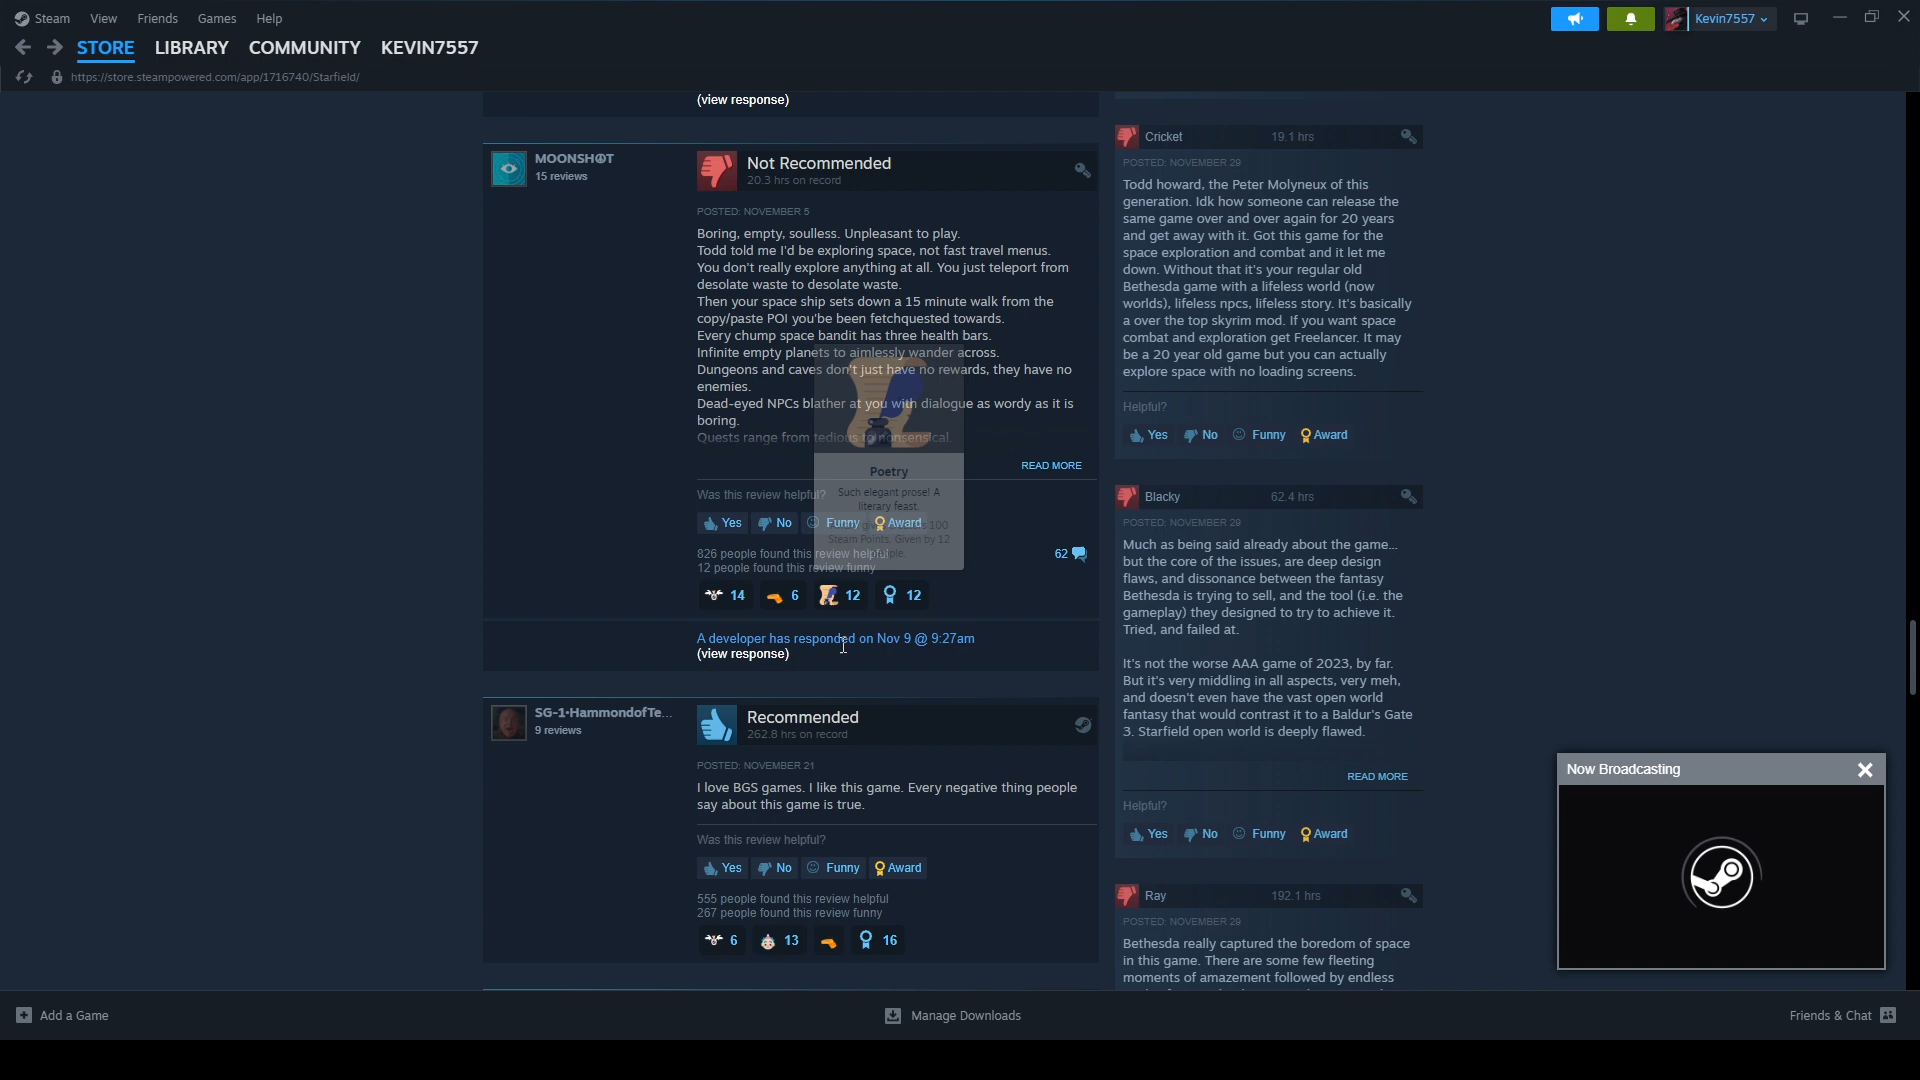 Steam View Friends Games Help
Kevin7557
STORE LIBRARY COMMUNITY KEVIN7557
https://store.steampowered.com/app/1716740/Starfield/
(view response)
MOONSH☮T
15 reviews
Not Recommended
20.3 hrs on record
POSTED: NOVEMBER 5
Boring, empty, soulless. Unpleasant to play.
Todd told me I'd be exploring space, not fast travel menus.
You don't really explore anything at all. You just teleport from
desolate waste to desolate waste.
Then your space ship sets down a 15 minute walk from the
copy/paste POI you'be been fetchquested towards.
Every chump space bandit has three health bars.
Infinite empty planets to aimlessly wander across.
Dungeons and caves don't just have no rewards, they have no
enemies.
Dead-eyed NPCs blather at you with dialogue as wordy as it is
boring.
Quests range from tedious to nonsensical.
READ MORE
Poetry
Such elegant prose! A
literary feast.
100
Steam Points. Given by 12
Was this review helpful?
Yes No Funny Award
826 people found this review helpful
12 people found this review funny
62
14 6 12 12
A developer has responded on Nov 9 @ 9:27am
(view response)
SG-1•HammondofTe...
9 reviews
Recommended
262.8 hrs on record
POSTED: NOVEMBER 21
I love BGS games. I like this game. Every negative thing people
say about this game is true.
Was this review helpful?
Yes No Funny Award
555 people found this review helpful
267 people found this review funny
6 13 16
Cricket 19.1 hrs
POSTED: NOVEMBER 29
Todd howard, the Peter Molyneux of this
generation. Idk how someone can release the
same game over and over again for 20 years
and get away with it. Got this game for the
space exploration and combat and it let me
down. Without that it's your regular old
Bethesda game with a lifeless world (now
worlds), lifeless npcs, lifeless story. It's basically
a over the top skyrim mod. If you want space
combat and exploration get Freelancer. It may
be a 20 year old game but you can actually
explore space with no loading screens.
Helpful?
Yes No Funny Award
Blacky 62.4 hrs
POSTED: NOVEMBER 29
Much as being said already about the game...
but the core of the issues, are deep design
flaws, and dissonance between the fantasy
Bethesda is trying to sell, and the tool (i.e. the
gameplay) they designed to try to achieve it.
Tried, and failed at.
It's not the worse AAA game of 2023, by far.
But it's very middling in all aspects, very meh,
and doesn't even have the vast open world
fantasy that would contrast it to a Baldur's Gate
3. Starfield open world is deeply flawed.
READ MORE
Helpful?
Yes No Funny Award
Ray 192.1 hrs
POSTED: NOVEMBER 29
Bethesda really captured the boredom of space
in this game. There are some few fleeting
moments of amazement followed by endless
Now Broadcasting
Add a Game
Manage Downloads
Friends & Chat